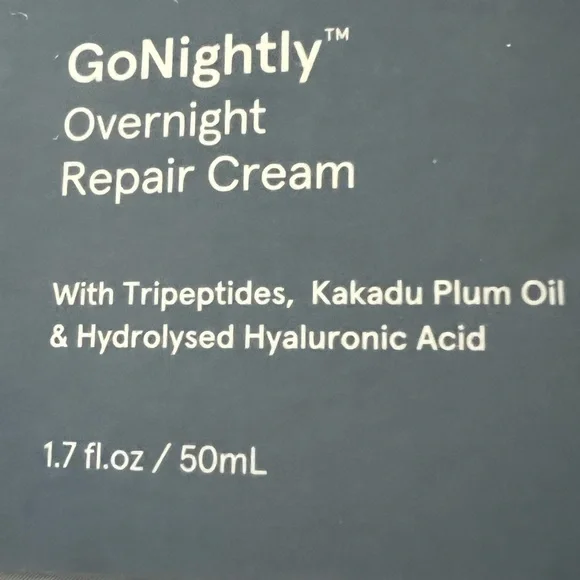 GoNightly™
Overnight
Repair Cream
With Tripeptides, Kakadu Plum Oil
& Hydrolysed Hyaluronic Acid
1.7 fl.oz / 50mL